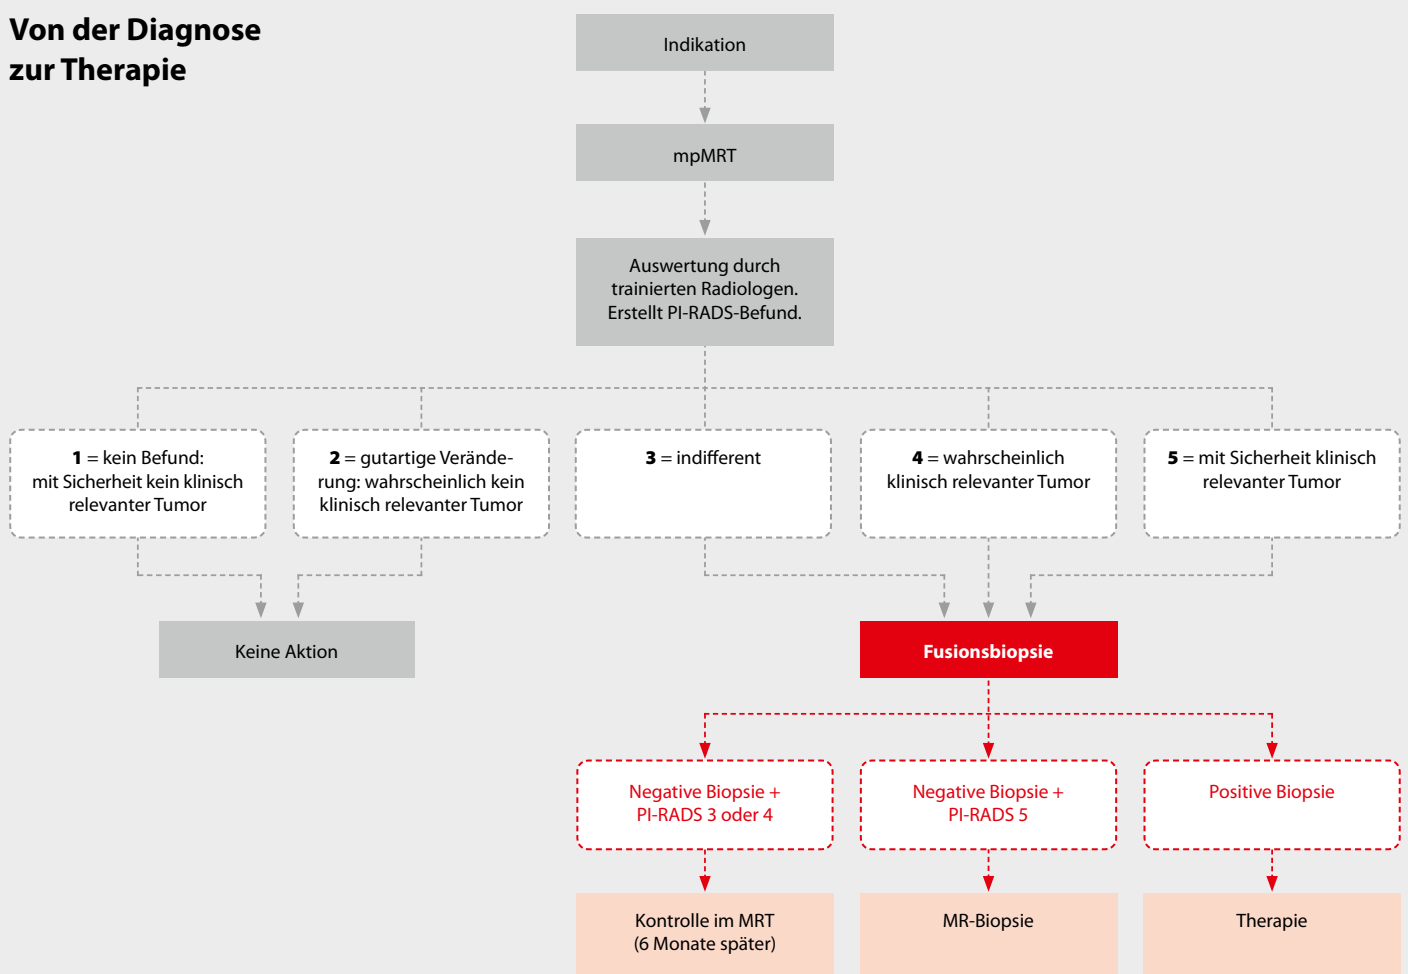 Von der Diagnose
zur Therapie
Indikation
mpMRT
Auswertung durch
trainierten Radiologen.
Erstellt PI-RADS-Befund.
1 = kein Befund:
mit Sicherheit kein klinisch
relevanter Tumor
2 = gutartige Verände-
rung: wahrscheinlich kein
klinisch relevanter Tumor
3 = indifferent
4 = wahrscheinlich
klinisch relevanter Tumor
5 = mit Sicherheit klinisch
relevanter Tumor
Keine Aktion
Fusionsbiopsie
Negative Biopsie +
PI-RADS 3 oder 4
Negative Biopsie +
PI-RADS 5
Positive Biopsie
Kontrolle im MRT
(6 Monate später)
MR-Biopsie
Therapie